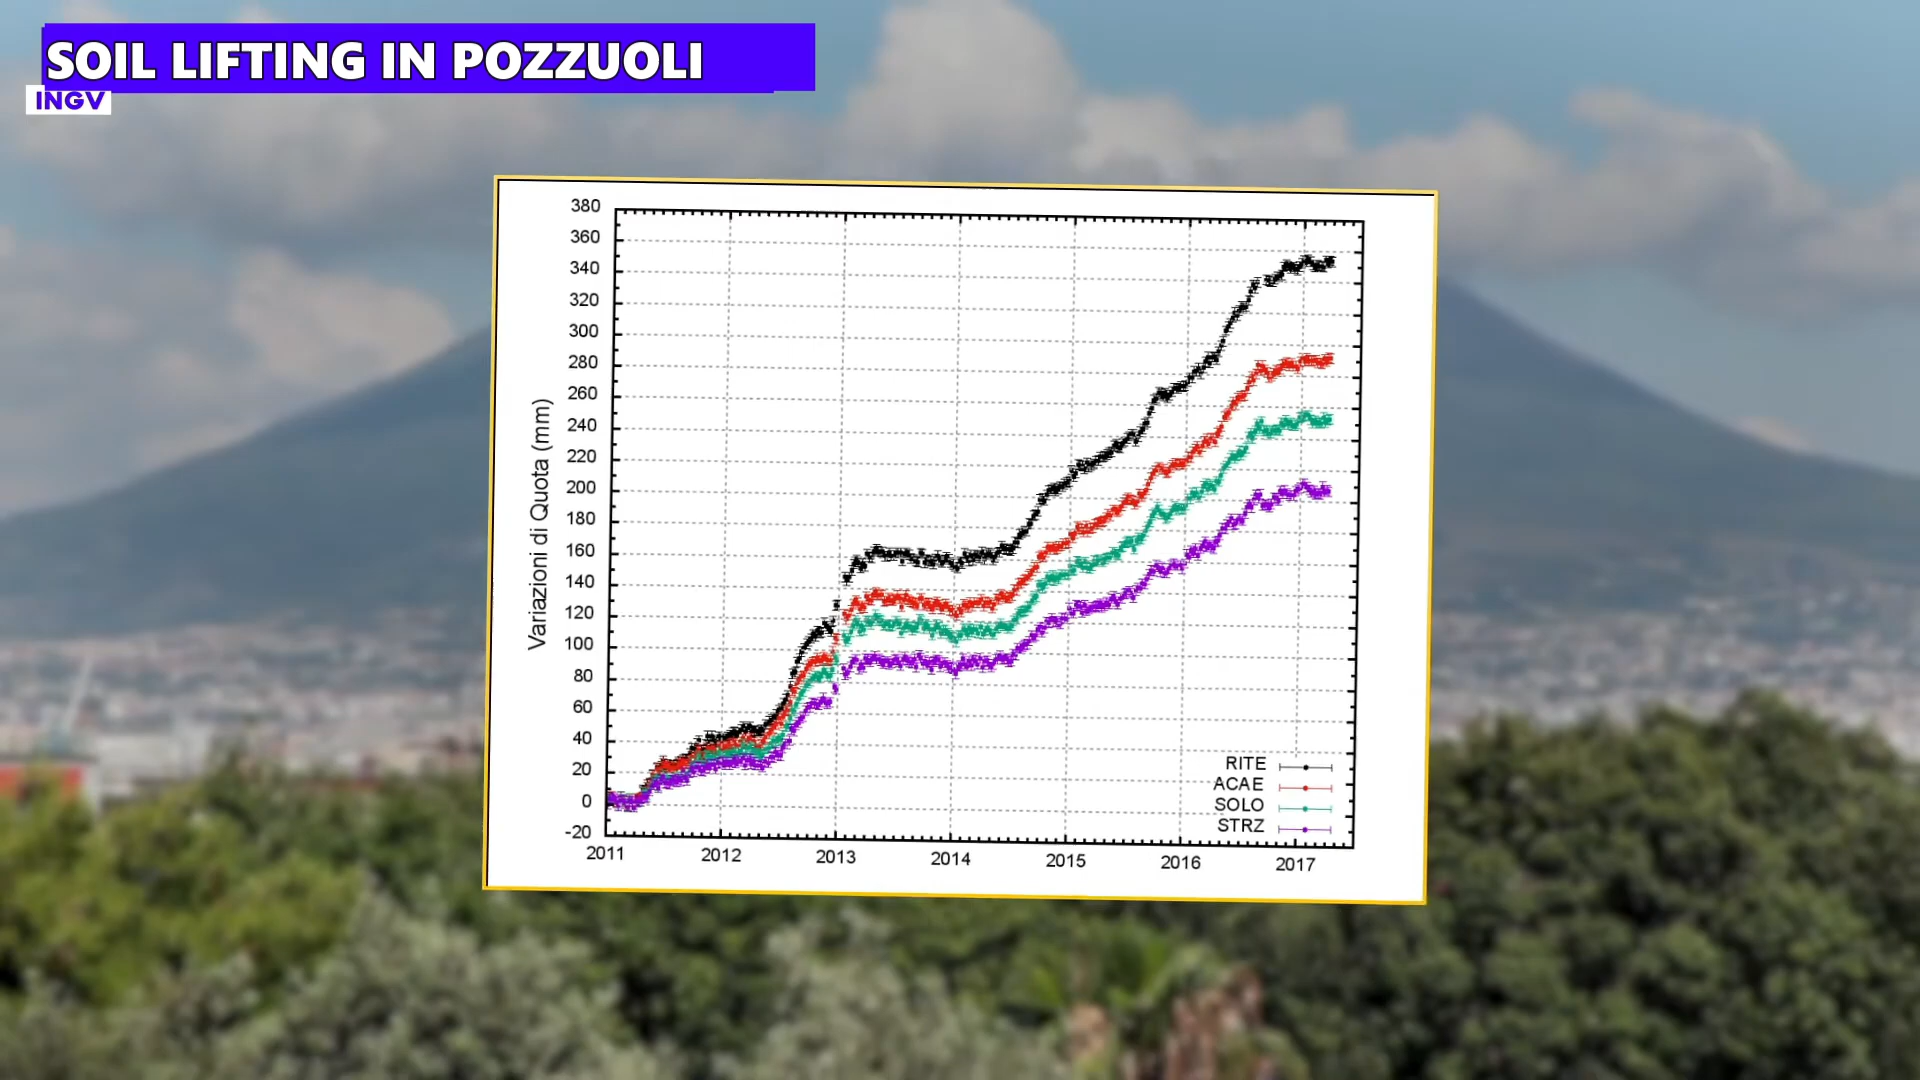 SOIL LIFTING IN POZZUOLI
INGV
Variazioni di Quota (mm)
380
360
340
320
300
280
260
240
220
200
180
160
140
120
100
80
60
40
20
0
-20
2011 2012 2013 2014 2015 2016 2017
RITE
ACAE
SOLO
STRZ